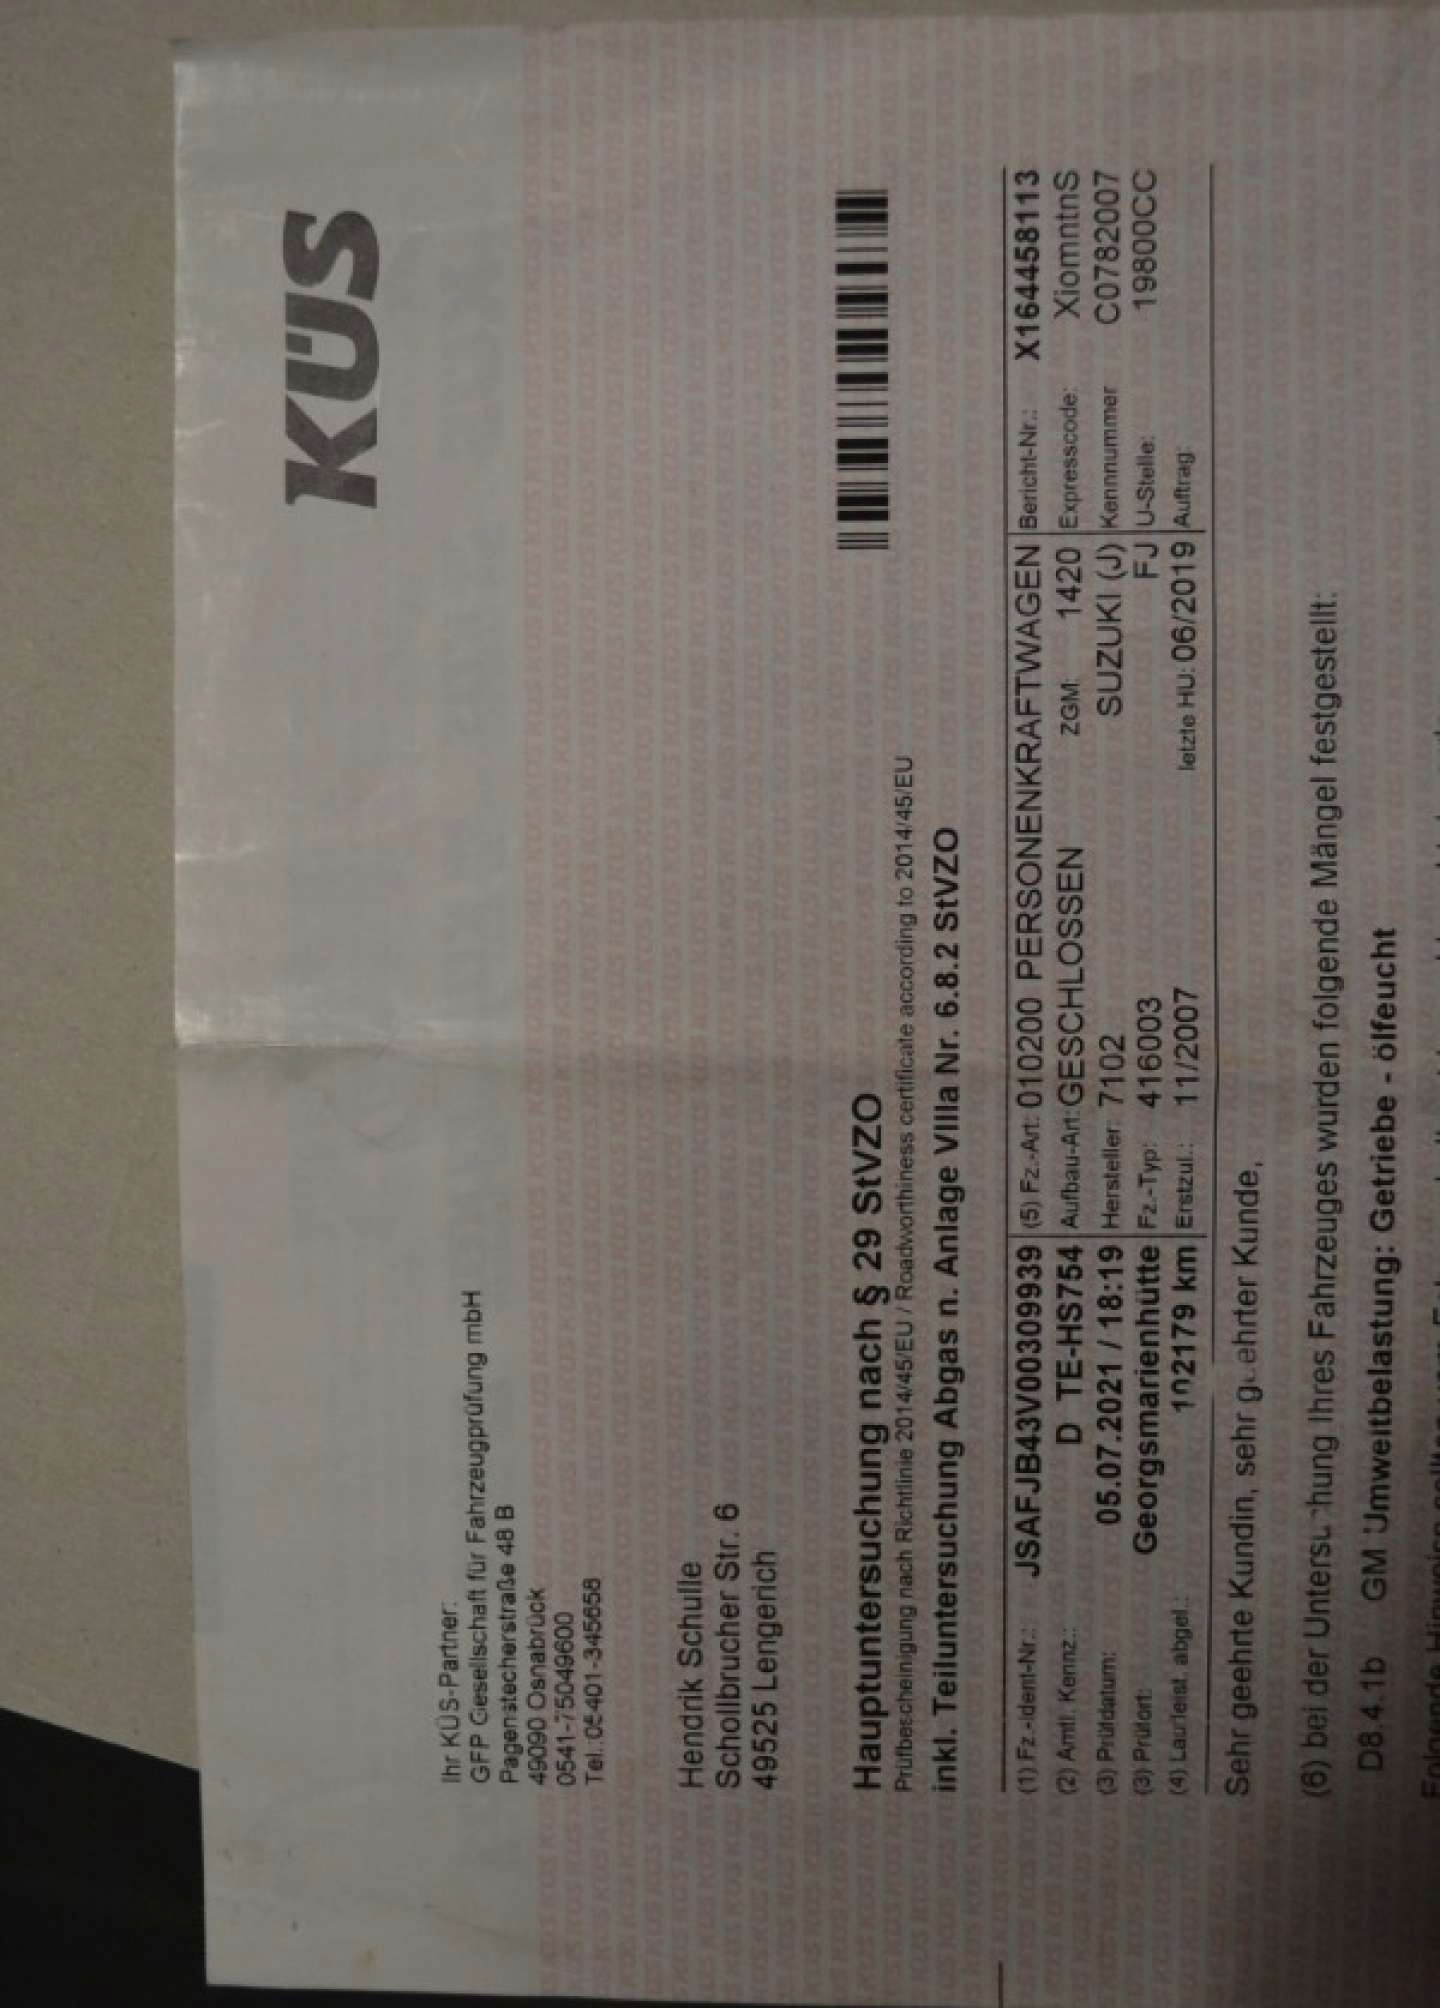 KÜS
Ihr KÜS-Partner:
GFP Gesellschaft für Fahrzeugprüfung mbH
Pagenstecherstraße 48 B
49090 Osnabrück
0541-75049600
Tel.:05401-345658
Hendrik Schulle
Schollbrucher Str. 6
49525 Lengerich
Hauptuntersuchung nach § 29 StVZO
Prüfbescheinigung nach Richtlinie 2014/45/EU / Roadworthiness certificate according to 2014/45/EU
inkl. Teiluntersuchung Abgas n. Anlage VIIIa Nr. 6.8.2 StVZO
(1) Fz.-Ident-Nr.: JSAFJB43V00309939 (5) Fz.-Art: 010200 PERSONENKRAFTWAGEN Bericht-Nr.: X164458113
(2) Amtl. Kennz.: D TE-HS754 Aufbau-Art: GESCHLOSSEN ZGM: 1420 Expresscode: XiomntnS
(3) Prüfdatum: 05.07.2021 / 18:19 Hersteller: 7102 SUZUKI (J) Kennnummer C0782007
(3) Prüfort: Georgsmarienhütte Fz.-Typ: 416003 FJ U-Stelle: 19800CC
(4) Laufleist. abgel.: 102179 km Erstzul.: 11/2007 letzte HU: 06/2019 Auftrag:
Sehr geehrte Kundin, sehr geehrter Kunde,
(6) bei der Untersuchung Ihres Fahrzeuges wurden folgende Mängel festgestellt:
D8.4.1b GM Umweltbelastung: Getriebe - ölfeucht